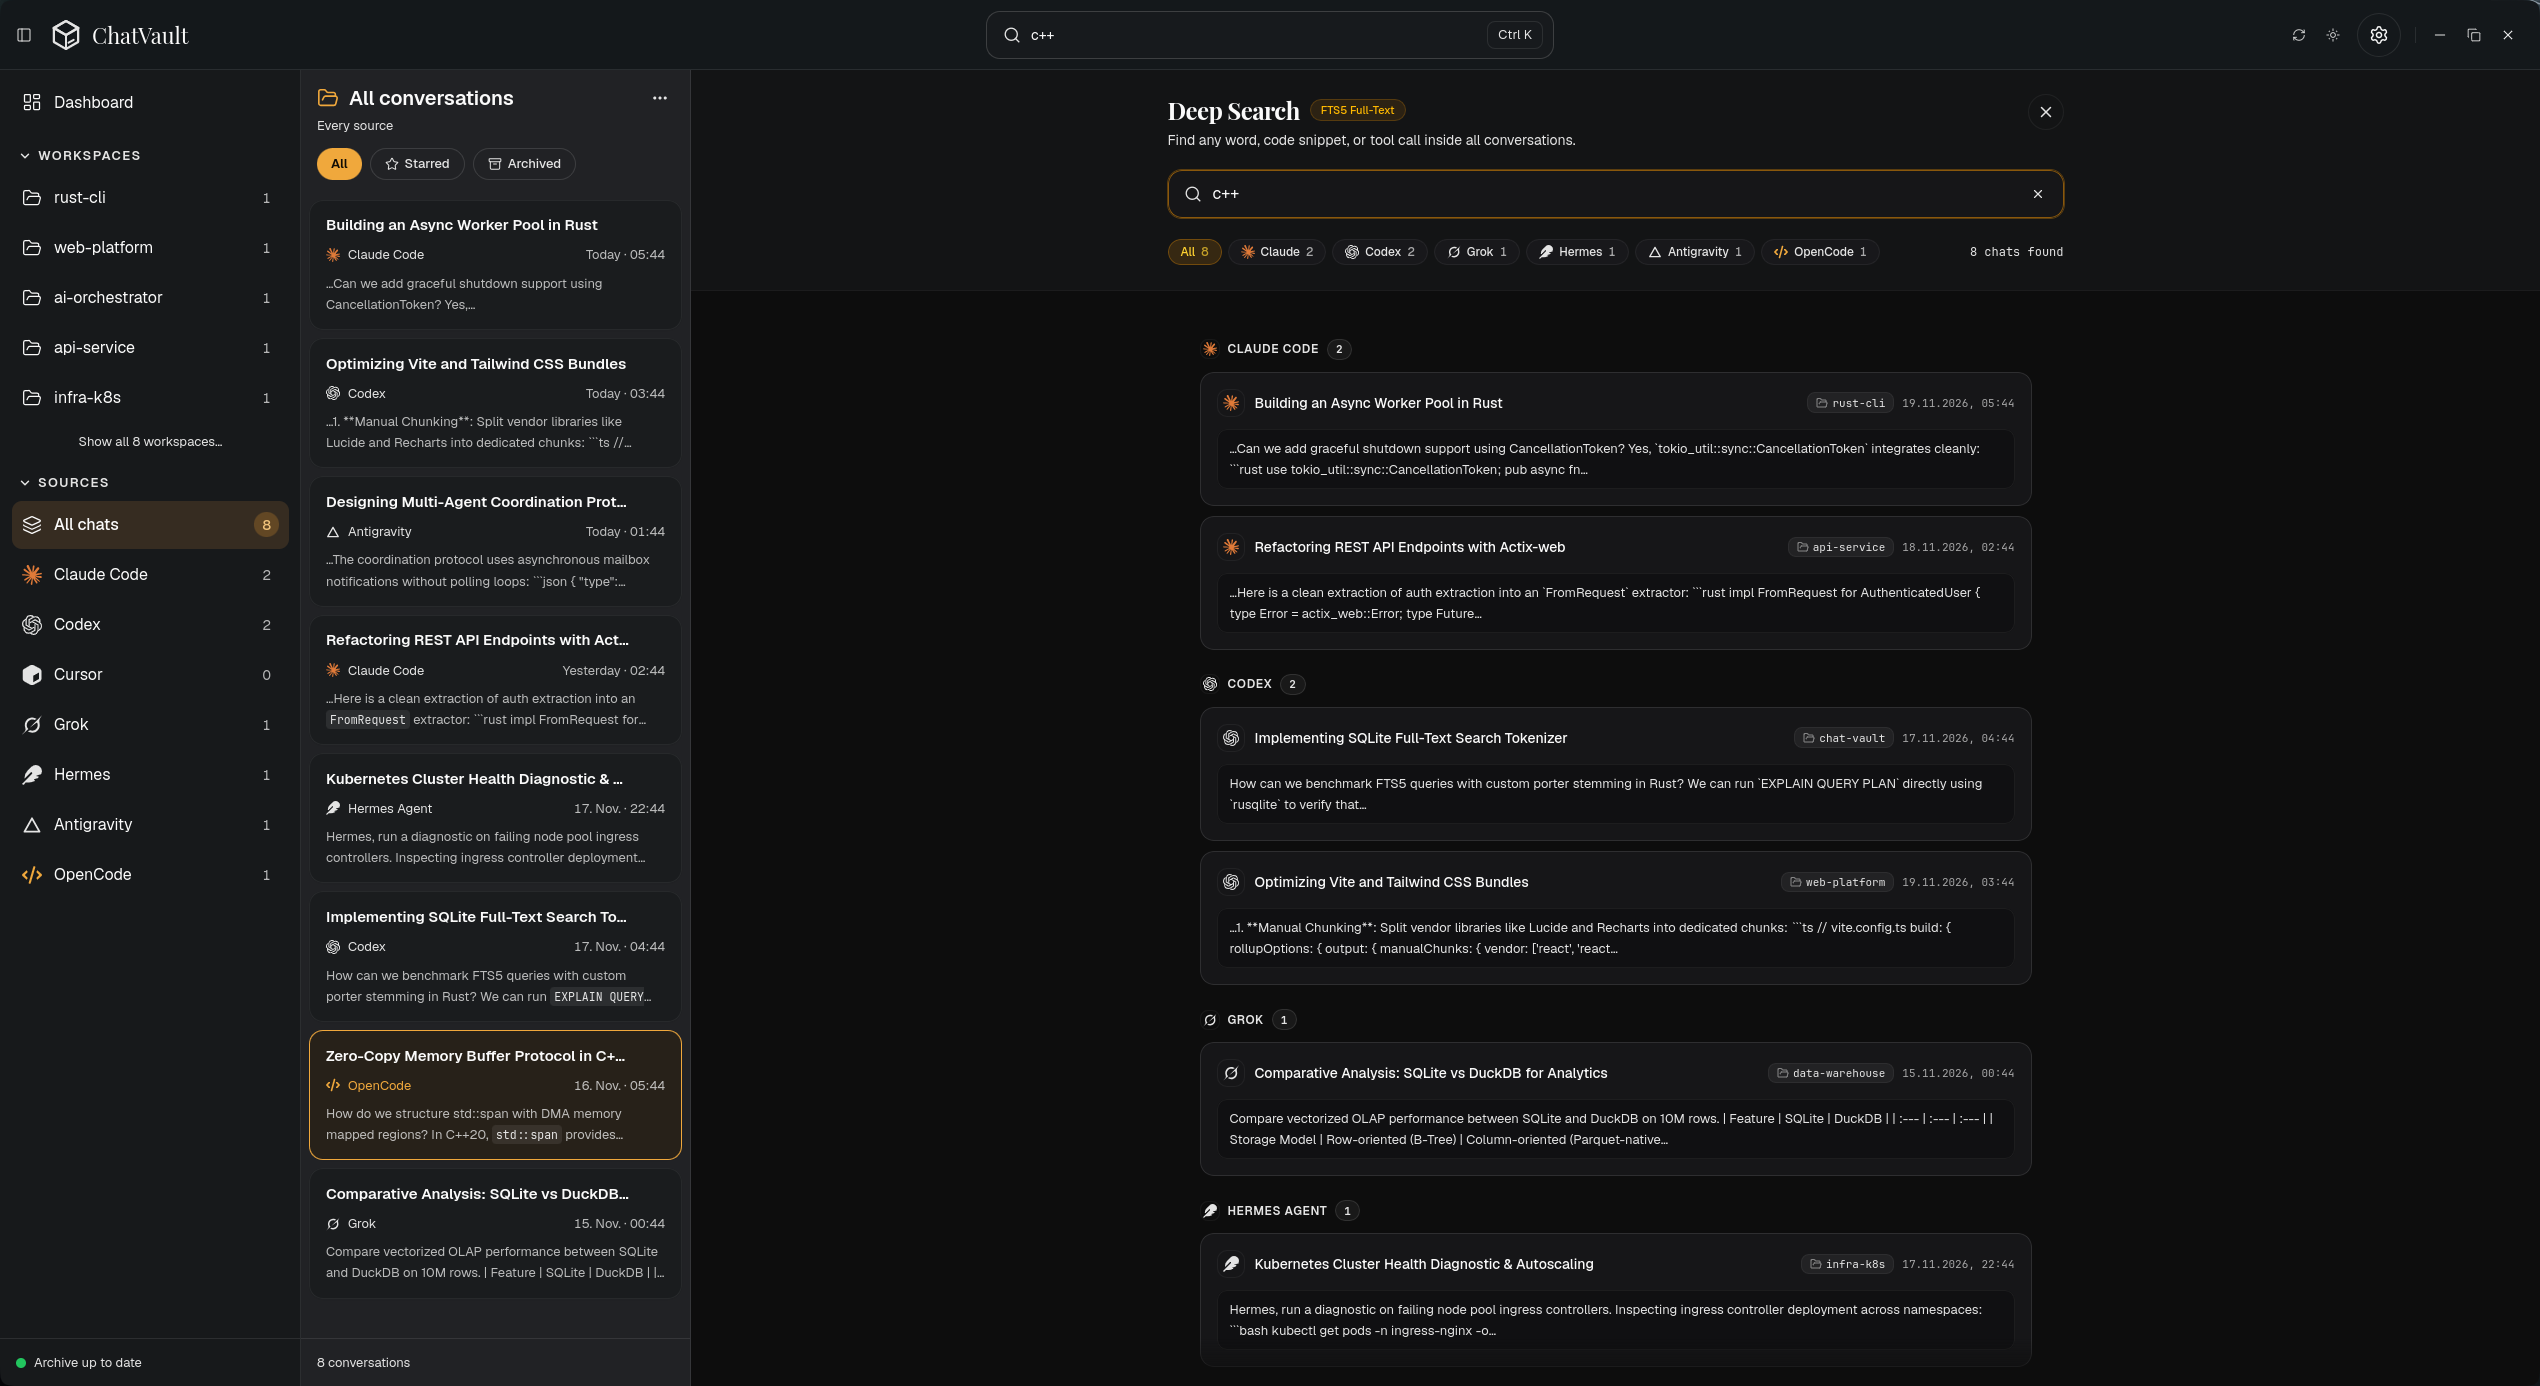 ChatVault
c++
Ctrl K
Dashboard
WORKSPACES
rust-cli 1
web-platform 1
ai-orchestrator 1
api-service 1
infra-k8s 1
Show all 8 workspaces...
SOURCES
All chats 8
Claude Code 2
Codex 2
Cursor 0
Grok 1
Hermes 1
Antigravity 1
OpenCode 1
Archive up to date
All conversations
Every source
All
Starred
Archived
Building an Async Worker Pool in Rust
Claude Code Today · 05:44
...Can we add graceful shutdown support using
CancellationToken? Yes,...
Optimizing Vite and Tailwind CSS Bundles
Codex Today · 03:44
...1. **Manual Chunking**: Split vendor libraries like
Lucide and Recharts into dedicated chunks: ```ts //...
Designing Multi-Agent Coordination Prot...
Antigravity Today · 01:44
...The coordination protocol uses asynchronous mailbox
notifications without polling loops: ```json { "type":...
Refactoring REST API Endpoints with Act...
Claude Code Yesterday · 02:44
...Here is a clean extraction of auth extraction into an
FromRequest extractor: ```rust impl FromRequest for...
Kubernetes Cluster Health Diagnostic & ...
Hermes Agent 17. Nov. · 22:44
Hermes, run a diagnostic on failing node pool ingress
controllers. Inspecting ingress controller deployment...
Implementing SQLite Full-Text Search To...
Codex 17. Nov. · 04:44
How can we benchmark FTS5 queries with custom
porter stemming in Rust? We can run EXPLAIN QUERY...
Zero-Copy Memory Buffer Protocol in C+...
OpenCode 16. Nov. · 05:44
How do we structure std::span with DMA memory
mapped regions? In C++20, std::span provides...
Comparative Analysis: SQLite vs DuckDB...
Grok 15. Nov. · 00:44
Compare vectorized OLAP performance between SQLite
and DuckDB on 10M rows. | Feature | SQLite | DuckDB | |...
8 conversations
Deep Search FTS5 Full-Text
Find any word, code snippet, or tool call inside all conversations.
c++
All 8 Claude 2 Codex 2 Grok 1 Hermes 1 Antigravity 1 OpenCode 1 8 chats found
CLAUDE CODE 2
Building an Async Worker Pool in Rust rust-cli 19.11.2026, 05:44
...Can we add graceful shutdown support using CancellationToken? Yes, `tokio_util::sync::CancellationToken` integrates cleanly:
```rust use tokio_util::sync::CancellationToken; pub async fn...
Refactoring REST API Endpoints with Actix-web api-service 18.11.2026, 02:44
...Here is a clean extraction of auth extraction into an `FromRequest` extractor: ```rust impl FromRequest for AuthenticatedUser {
type Error = actix_web::Error; type Future...
CODEX 2
Implementing SQLite Full-Text Search Tokenizer chat-vault 17.11.2026, 04:44
How can we benchmark FTS5 queries with custom porter stemming in Rust? We can run `EXPLAIN QUERY PLAN` directly using
`rusqlite` to verify that...
Optimizing Vite and Tailwind CSS Bundles web-platform 19.11.2026, 03:44
...1. **Manual Chunking**: Split vendor libraries like Lucide and Recharts into dedicated chunks: ```ts // vite.config.ts build: {
rollupOptions: { output: { manualChunks: { vendor: ['react', 'react...
GROK 1
Comparative Analysis: SQLite vs DuckDB for Analytics data-warehouse 15.11.2026, 00:44
Compare vectorized OLAP performance between SQLite and DuckDB on 10M rows. | Feature | SQLite | DuckDB | | :--- | :--- | :--- | |
Storage Model | Row-oriented (B-Tree) | Column-oriented (Parquet-native...
HERMES AGENT 1
Kubernetes Cluster Health Diagnostic & Autoscaling infra-k8s 17.11.2026, 22:44
Hermes, run a diagnostic on failing node pool ingress controllers. Inspecting ingress controller deployment across namespaces:
```bash kubectl get pods -n ingress-nginx -o...